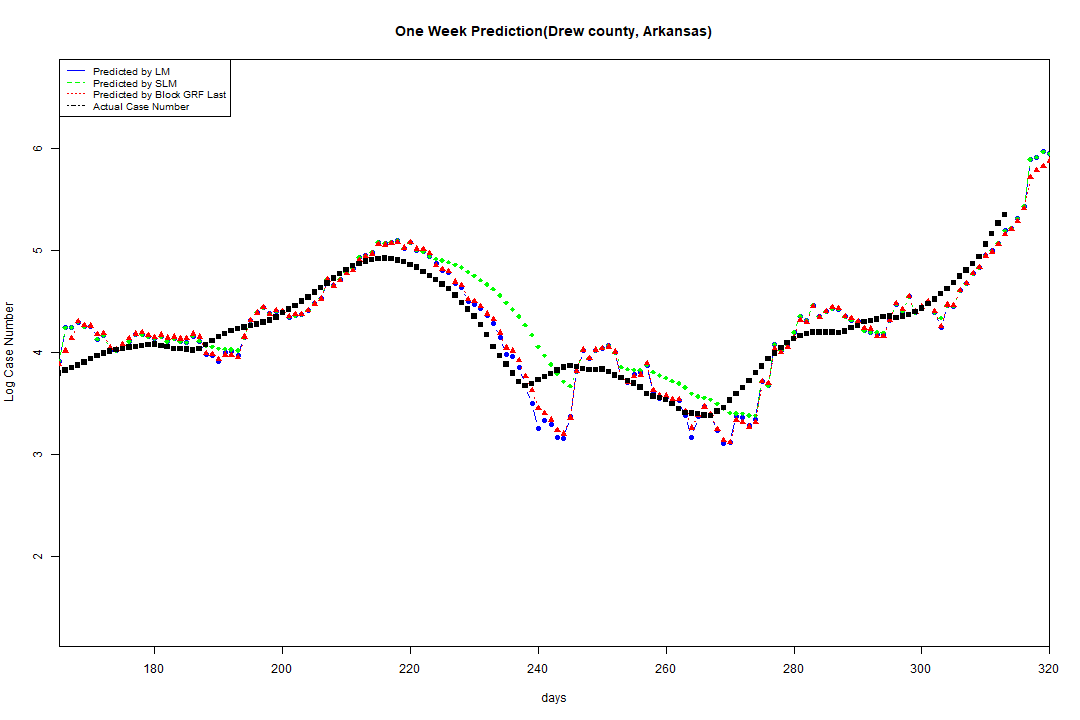 One Week Prediction(Drew county, Arkansas)
Predicted by LM
Predicted by SLM
Predicted by Block GRF Last
Actual Case Number
6
5
4
3
2
Log Case Number
180 200 220 240 260 280 300 320
days